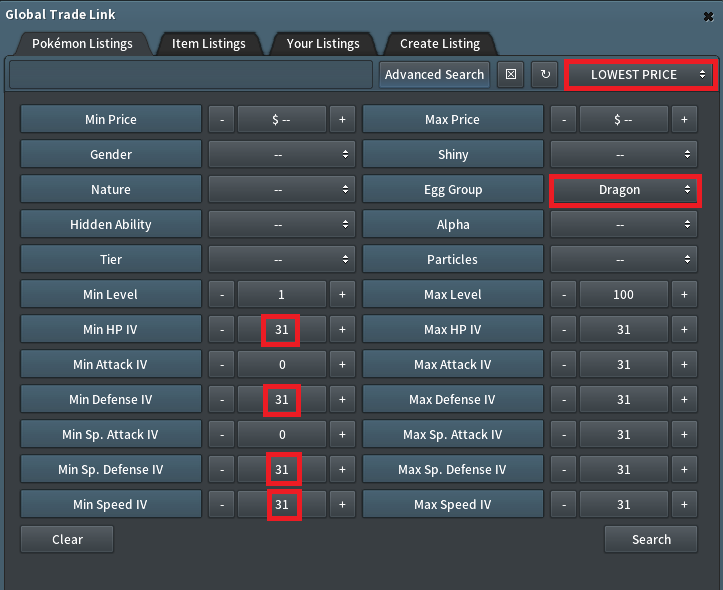 Global Trade Link
Pokémon Listings Item Listings Your Listings Create Listing
Advanced Search LOWEST PRICE
Min Price - $ -- + Max Price - $ -- +
Gender -- Shiny --
Nature -- Egg Group Dragon
Hidden Ability -- Alpha --
Tier -- Particles --
Min Level - 1 + Max Level - 100 +
Min HP IV - 31 + Max HP IV - 31 +
Min Attack IV - 0 + Max Attack IV - 31 +
Min Defense IV - 31 + Max Defense IV - 31 +
Min Sp. Attack IV - 0 + Max Sp. Attack IV - 31 +
Min Sp. Defense IV - 31 + Max Sp. Defense IV - 31 +
Min Speed IV - 31 + Max Speed IV - 31 +
Clear Search